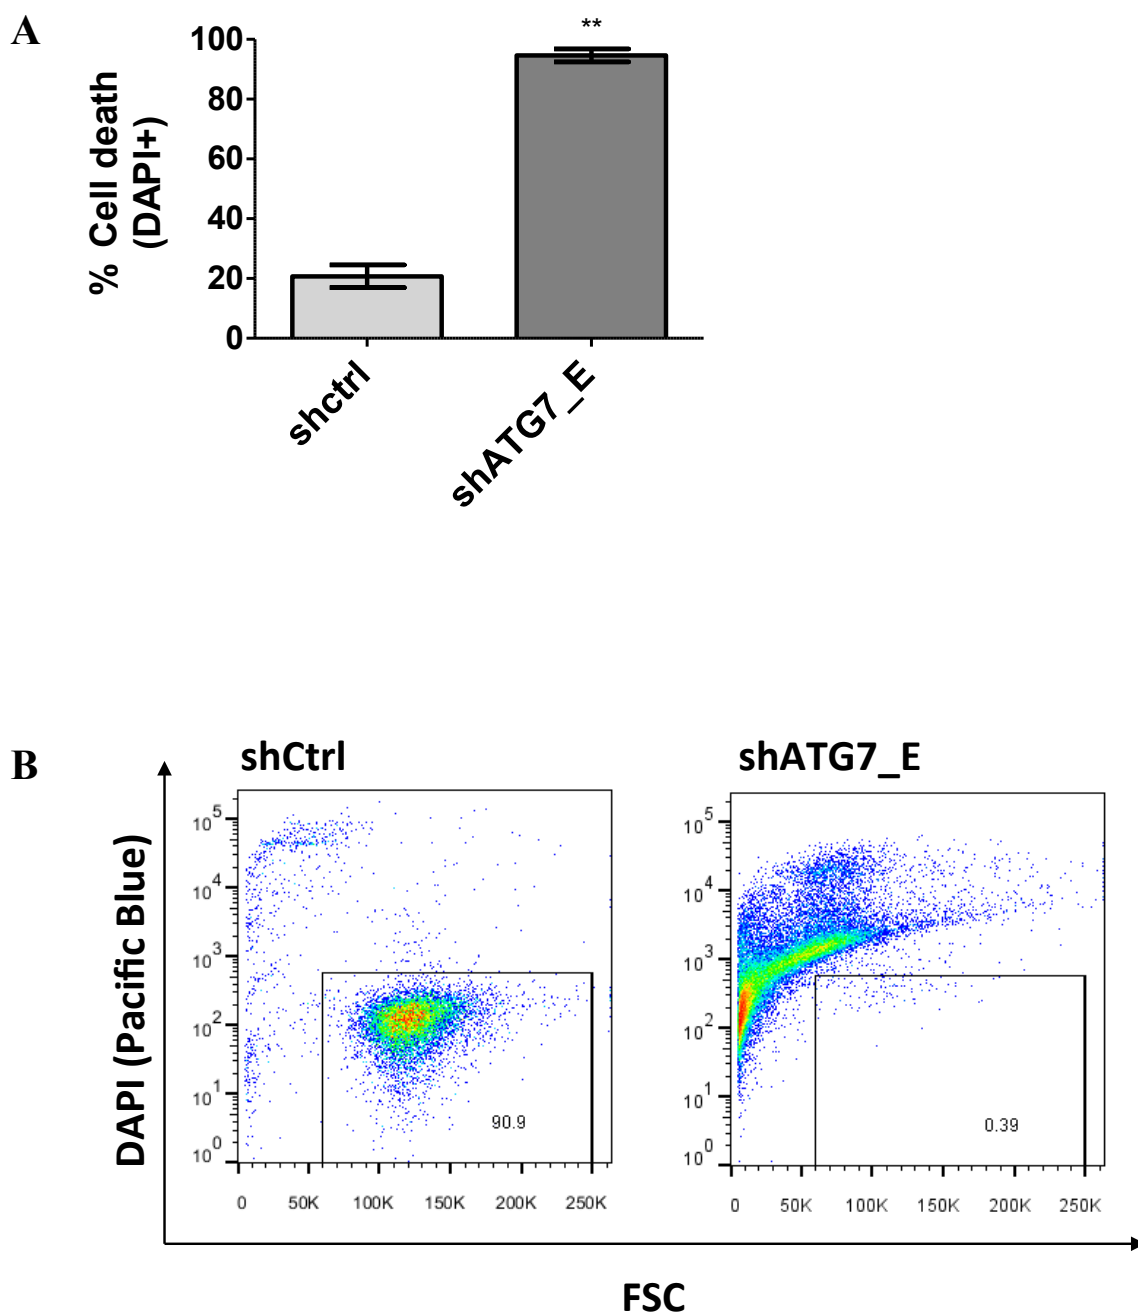 A
**
100
80
60
40
20
0
% Cell death
(DAPI+)
shctrl
shATG7_E
B
shCtrl
shATG7_E
DAPI (Pacific Blue)
10^5
10^4
10^3
10^2
10^1
10^0
90.9
0 50K 100K 150K 200K 250K
10^5
10^4
10^3
10^2
10^1
10^0
0.39
0 50K 100K 150K 200K 250K
FSC